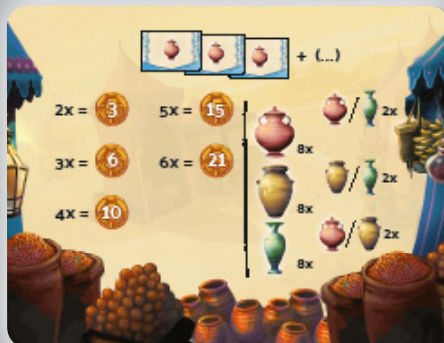 + (...)
2x = 3
5x = 15
3x = 6
6x = 21
4x = 10
8x
/ 2x
8x
/ 2x
8x
/ 2x